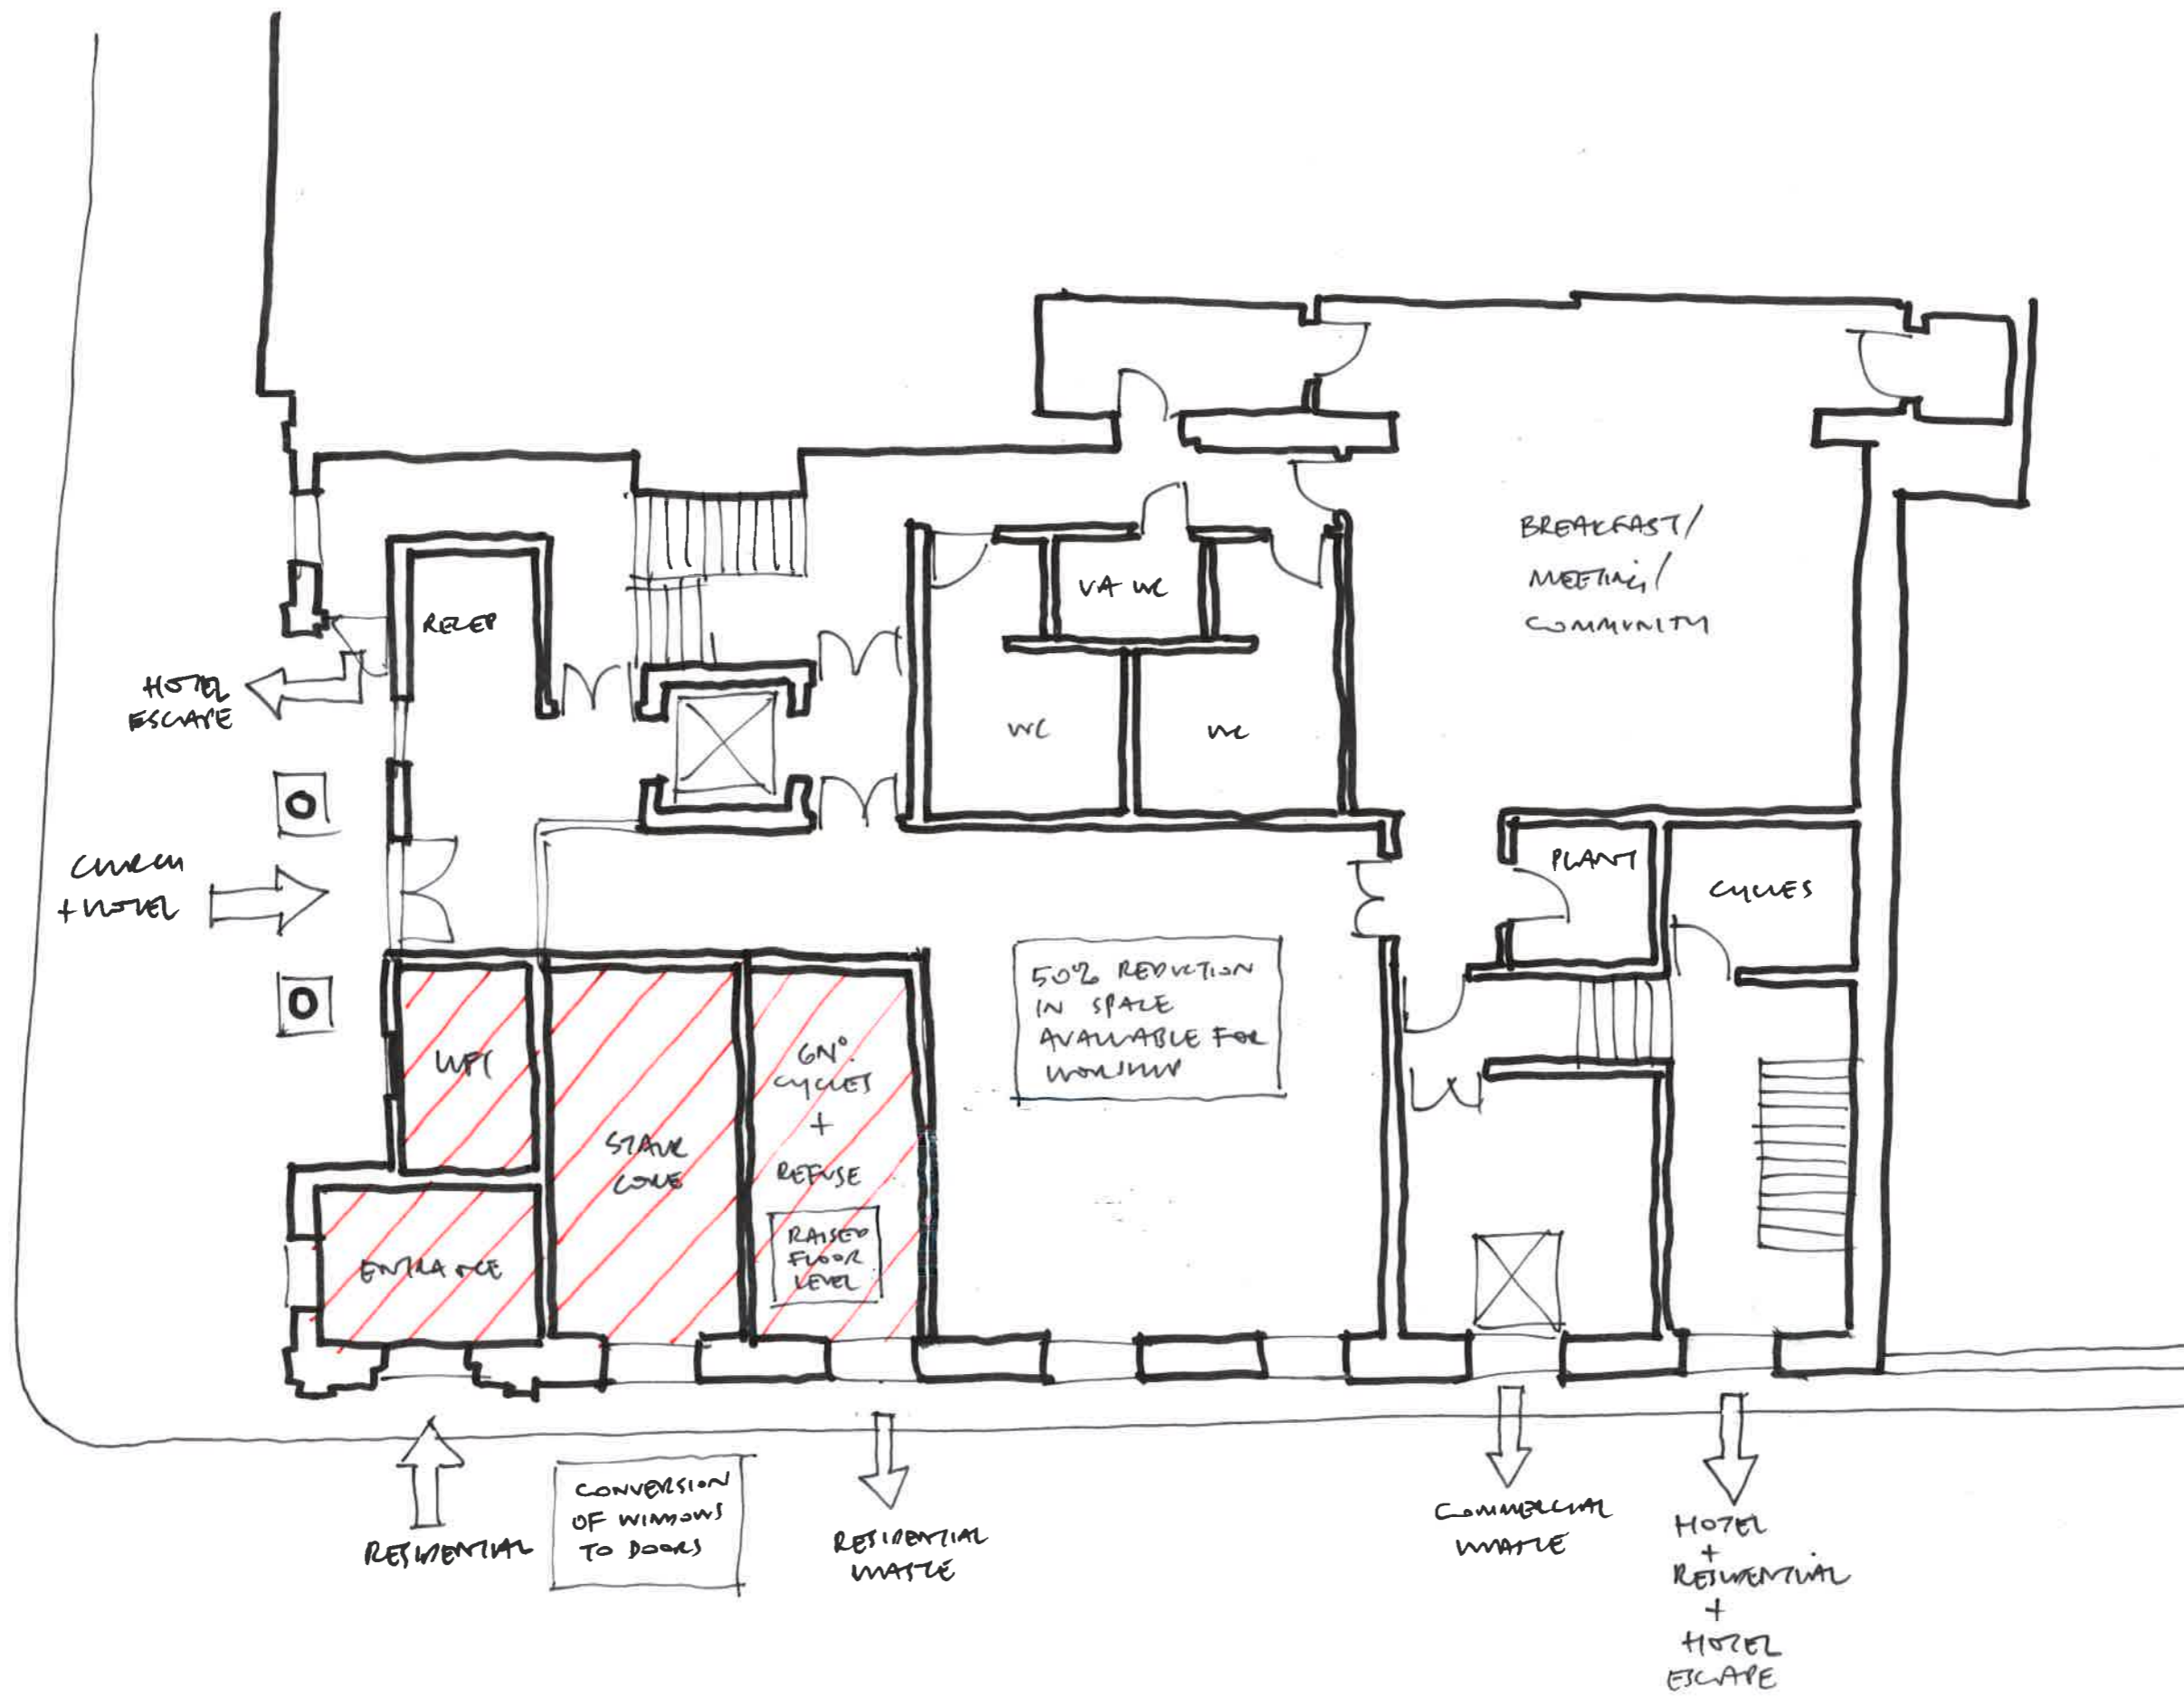 BREAKFAST/
MEETING/
COMMUNITY
VA WC
RECEP
HOTEL
ESCAPE
WC
WC
CHURCH
+ HOTEL
PLANT
CYCLES
50% REDUCTION
IN SPACE
AVAILABLE FOR
WORSHIP
LIFT
6Nº
CYCLES
+
REFUSE
STAIR
CORE
RAISED
FLOOR
LEVEL
ENTRANCE
RESIDENTIAL
CONVERSION
OF WINDOWS
TO DOORS
RESIDENTIAL
WASTE
COMMERCIAL
WASTE
HOTEL
+
RESIDENTIAL
+
HOTEL
ESCAPE